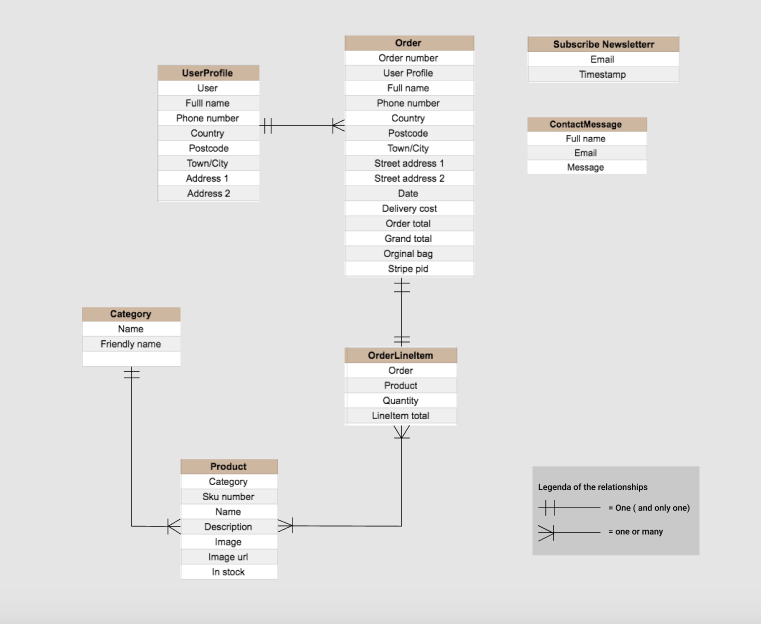 UserProfile
User
Fulll name
Phone number
Country
Postcode
Town/City
Address 1
Address 2
Order
Order number
User Profile
Full name
Phone number
Country
Postcode
Town/City
Street address 1
Street address 2
Date
Delivery cost
Order total
Grand total
Orginal bag
Stripe pid
Subscribe Newsletterr
Email
Timestamp
ContactMessage
Full name
Email
Message
Category
Name
Friendly name
OrderLineItem
Order
Product
Quantity
LineItem total
Product
Category
Sku number
Name
Description
Image
Image url
In stock
Legenda of the relationships
= One ( and only one)
= one or many